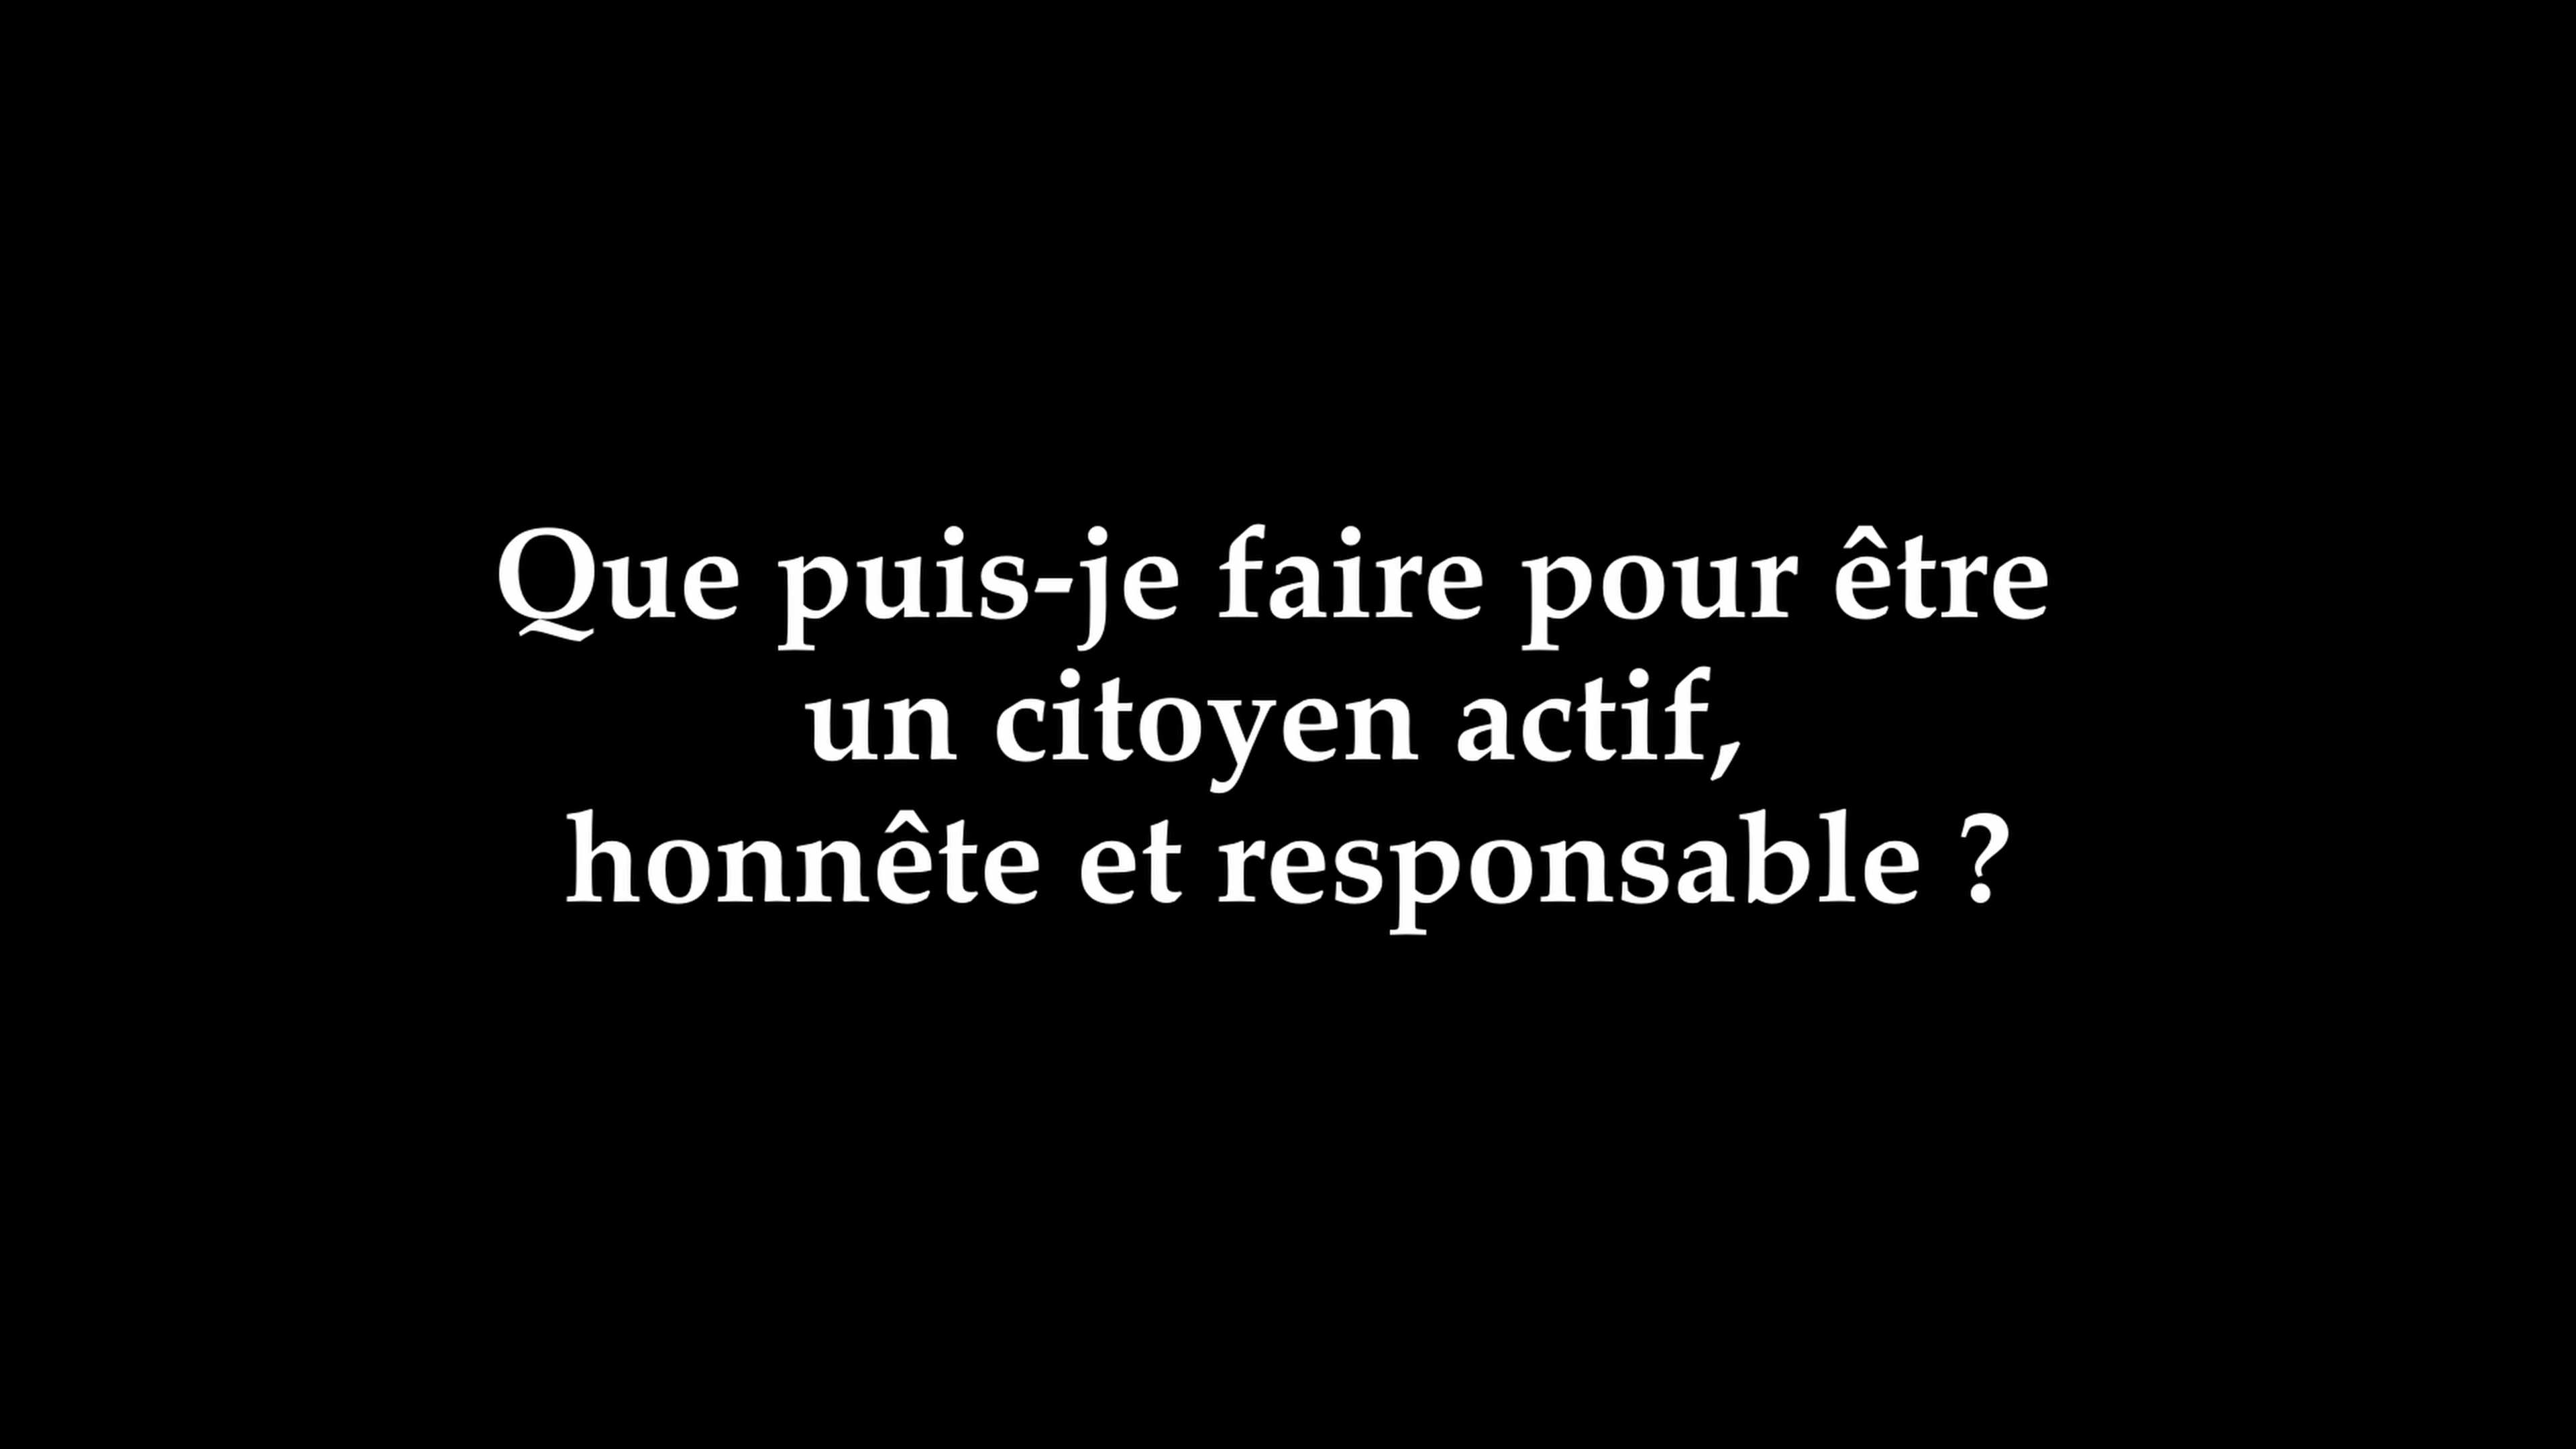 Que puis-je faire pour être
un citoyen actif,
honnête et responsable ?